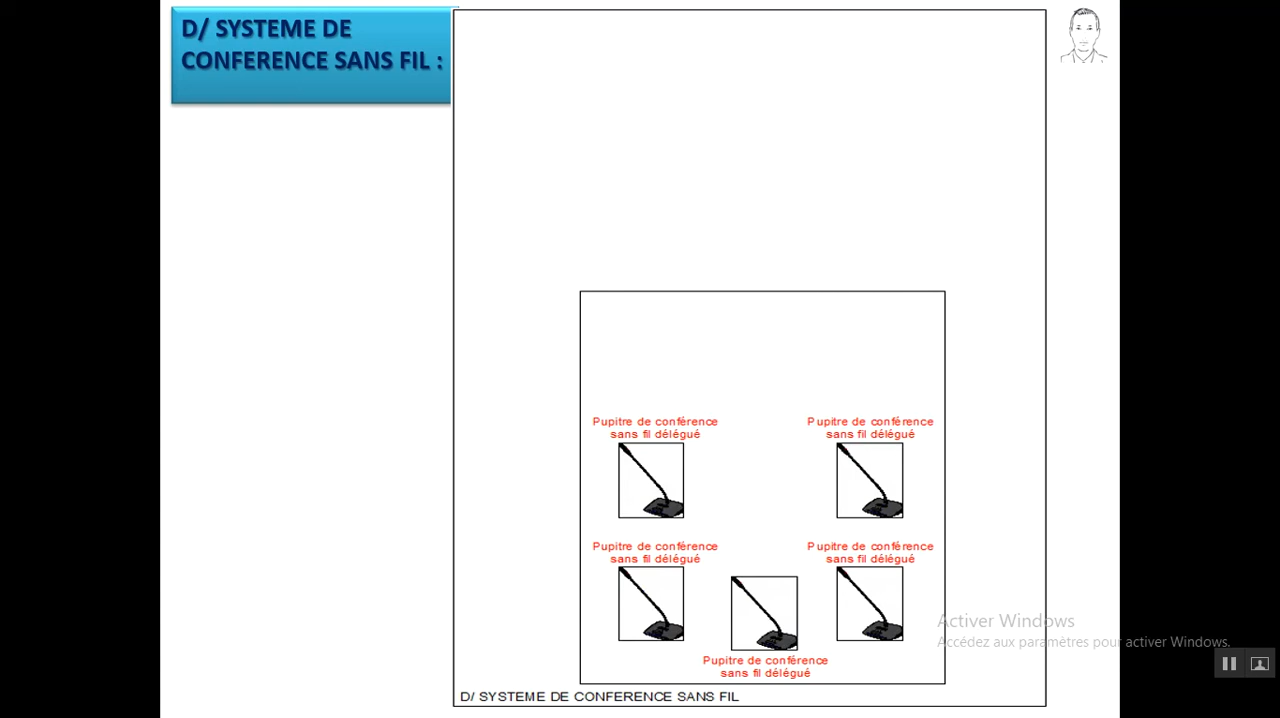 D/ SYSTEME DE
CONFERENCE SANS FIL :
Pupitre de conférence
sans fil délégué
Pupitre de conférence
sans fil délégué
Pupitre de conférence
sans fil délégué
Pupitre de conférence
sans fil délégué
Pupitre de conférence
sans fil délégué
D/ SYSTEME DE CONFERENCE SANS FIL
Activer Windows
Accédez aux paramètres pour activer Windows.